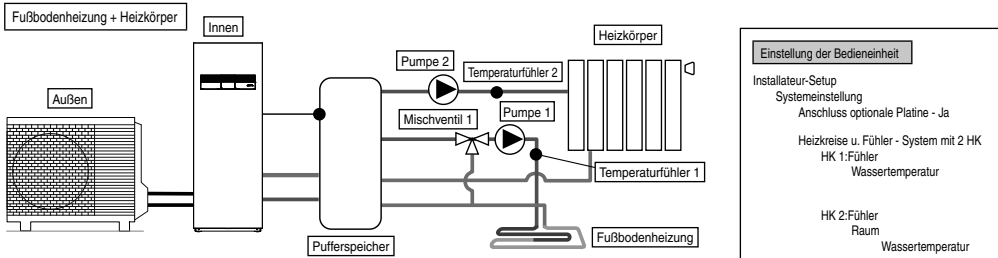 Fußbodenheizung + Heizkörper
Innen
Außen
Pufferspeicher
Pumpe 2
Temperaturfühler 2
Heizkörper
Mischventil 1
Pumpe 1
Temperaturfühler 1
Fußbodenheizung
Einstellung der Bedieneinheit
Installateur-Setup
Systemeinstellung
Anschluss optionale Platine - Ja
Heizkreise u. Fühler - System mit 2 HK
HK 1:Fühler
Wassertemperatur
HK 2:Fühler
Raum
Wassertemperatur